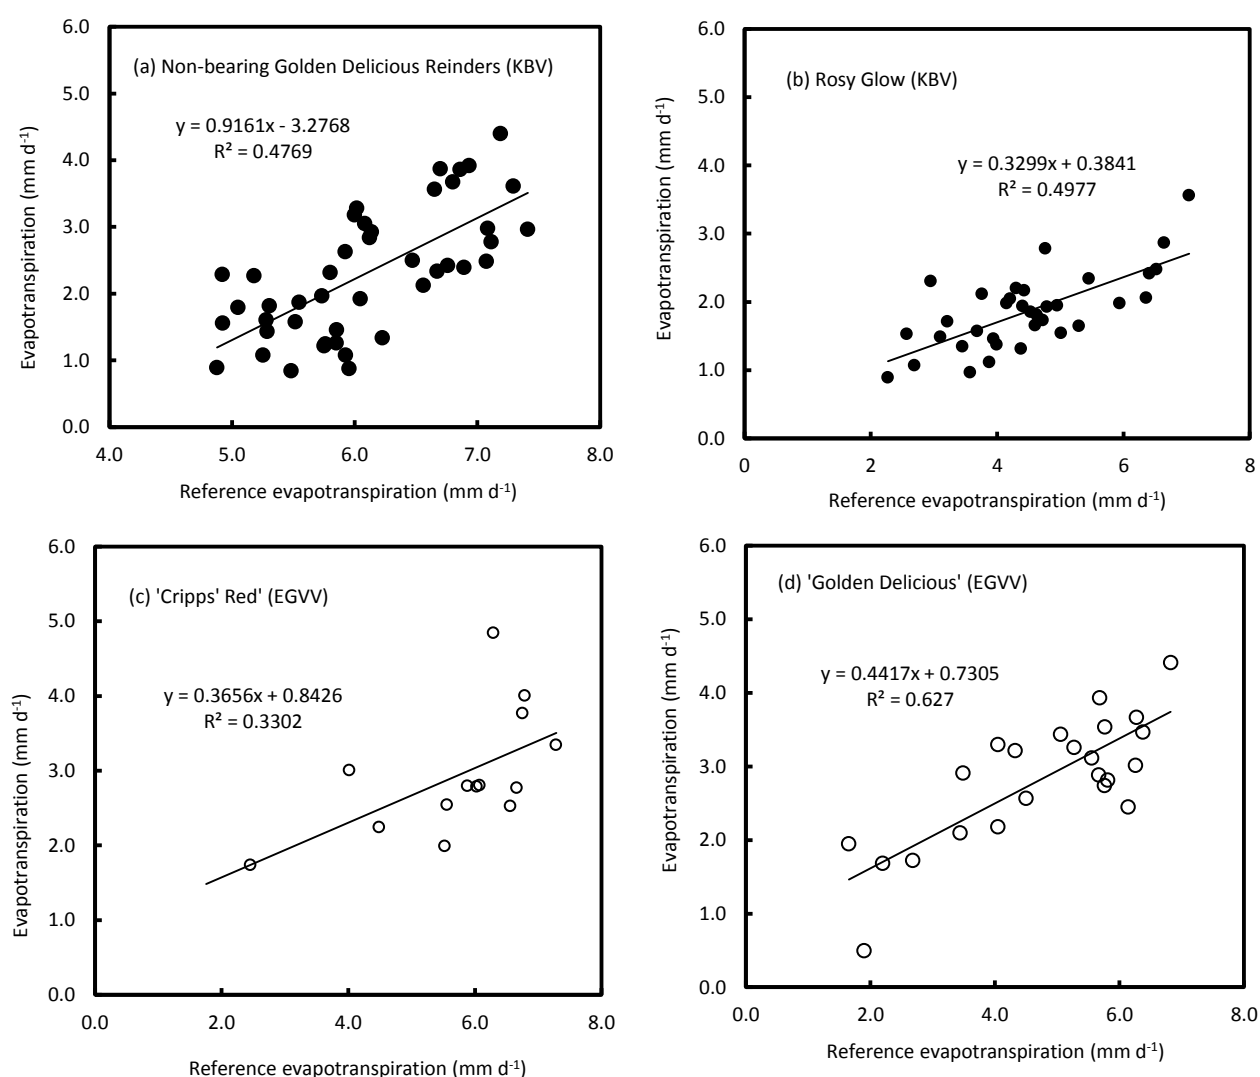 (a) Non-bearing Golden Delicious Reinders (KBV)
y = 0.9161x - 3.2768
R² = 0.4769
6.0
5.0
4.0
3.0
2.0
1.0
0.0
4.0 5.0 6.0 7.0 8.0
Evapotranspiration (mm d⁻¹)
Reference evapotranspiration (mm d⁻¹)
(b) Rosy Glow (KBV)
y = 0.3299x + 0.3841
R² = 0.4977
6.0
5.0
4.0
3.0
2.0
1.0
0.0
0 2 4 6 8
Evapotranspiration (mm d⁻¹)
Reference evapotranspiration (mm d⁻¹)
(c) 'Cripps' Red' (EGVV)
y = 0.3656x + 0.8426
R² = 0.3302
6.0
5.0
4.0
3.0
2.0
1.0
0.0
0.0 2.0 4.0 6.0 8.0
Evapotranspiration (mm d⁻¹)
Reference evapotranspiration (mm d⁻¹)
(d) 'Golden Delicious' (EGVV)
y = 0.4417x + 0.7305
R² = 0.627
6.0
5.0
4.0
3.0
2.0
1.0
0.0
0.0 2.0 4.0 6.0 8.0
Evapotranspiration (mm d⁻¹)
Reference evapotranspiration (mm d⁻¹)